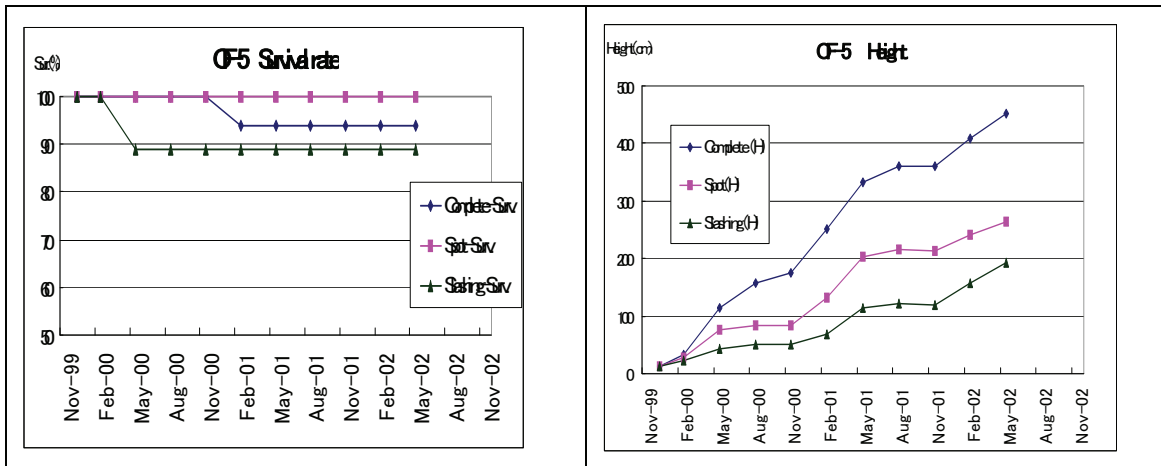 OF-5 Survival rate
Surv(%)
100
90
80
70
60
50
Complete-Surv.
Spot-Surv.
Slashing-Surv.
Nov-99
Feb-00
May-00
Aug-00
Nov-00
Feb-01
May-01
Aug-01
Nov-01
Feb-02
May-02
Aug-02
Nov-02
OF-5 Height
Height(cm)
500
400
300
200
100
0
Complete(H)
Spot(H)
Slashing(H)
Nov-99
Feb-00
May-00
Aug-00
Nov-00
Feb-01
May-01
Aug-01
Nov-01
Feb-02
May-02
Aug-02
Nov-02